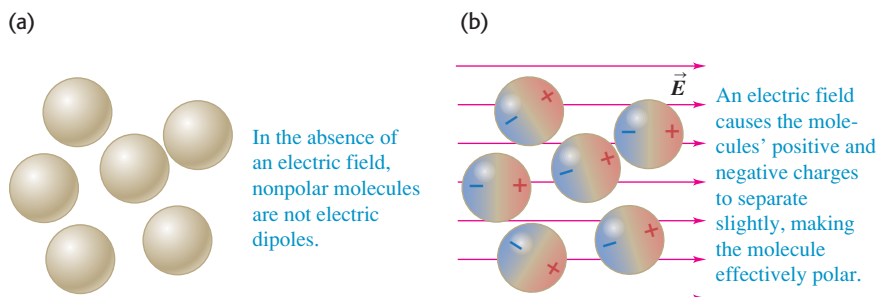 (a)
In the absence of
an electric field,
nonpolar molecules
are not electric
dipoles.
(b)
E
An electric field
causes the mole-
cules' positive and
negative charges
to separate
slightly, making
the molecule
effectively polar.